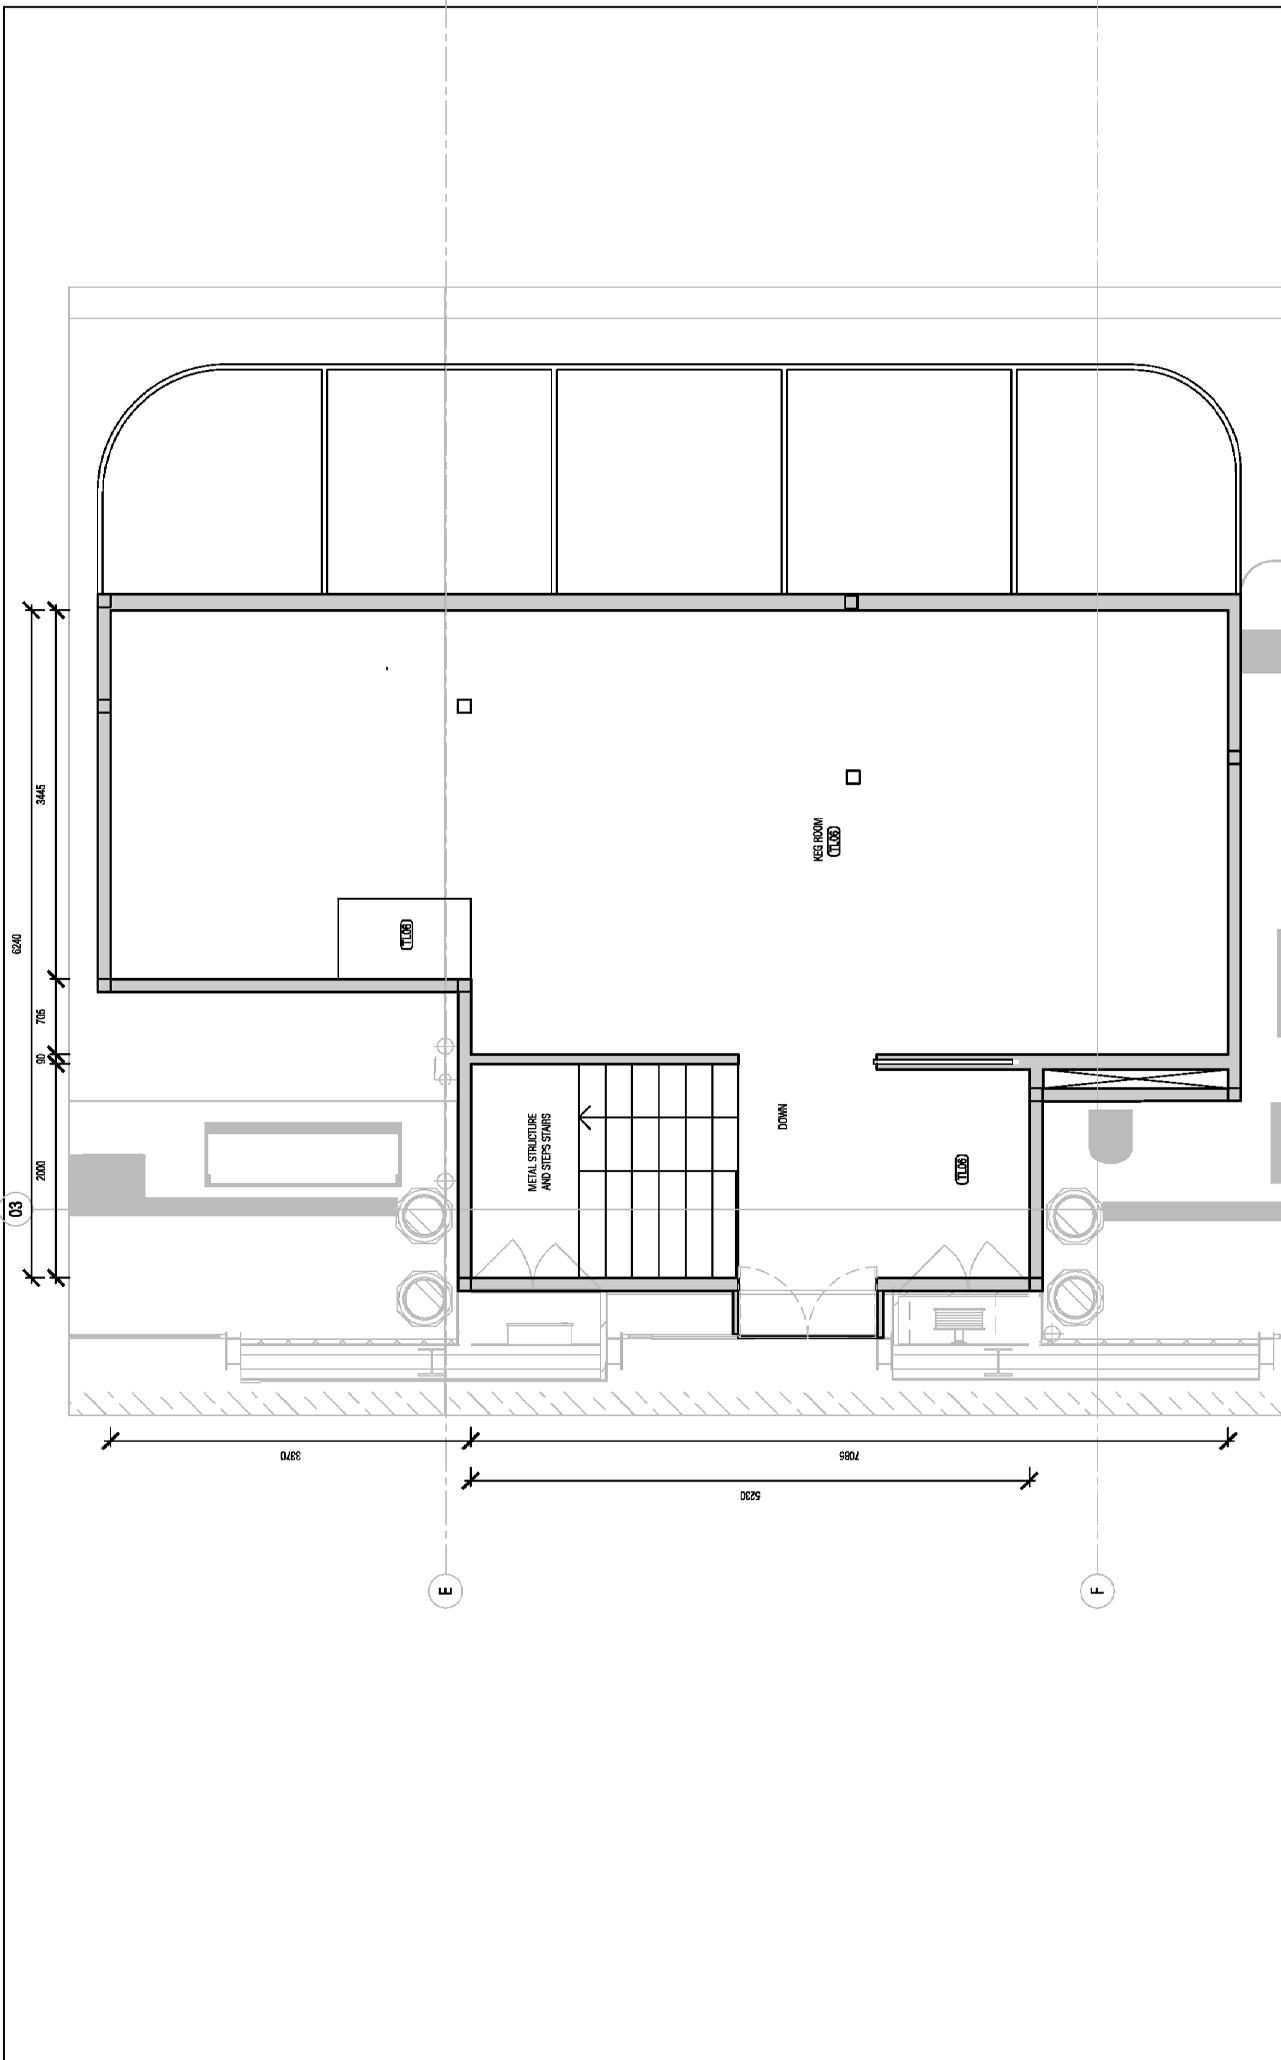 6240
3445
705
90
2000
03
KEG ROOM
TL06
TL06
METAL STRUCTURE
AND STEPS STAIRS
DOWN
TL06
3370
7085
5230
E
F